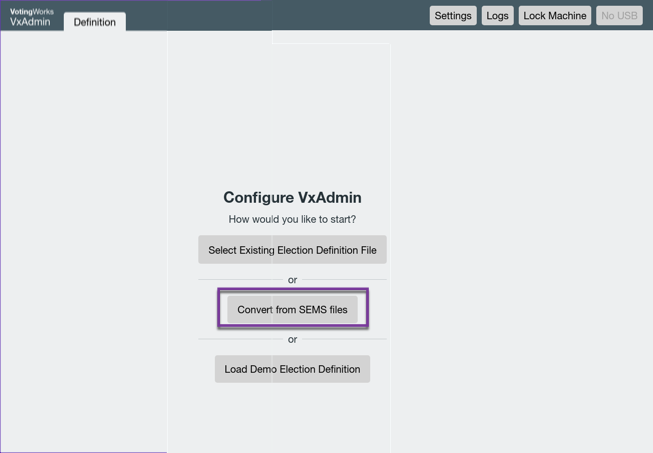 VotingWorks
VxAdmin
Definition
Settings
Logs
Lock Machine
No USB
Configure VxAdmin
How would you like to start?
Select Existing Election Definition File
or
Convert from SEMS files
or
Load Demo Election Definition